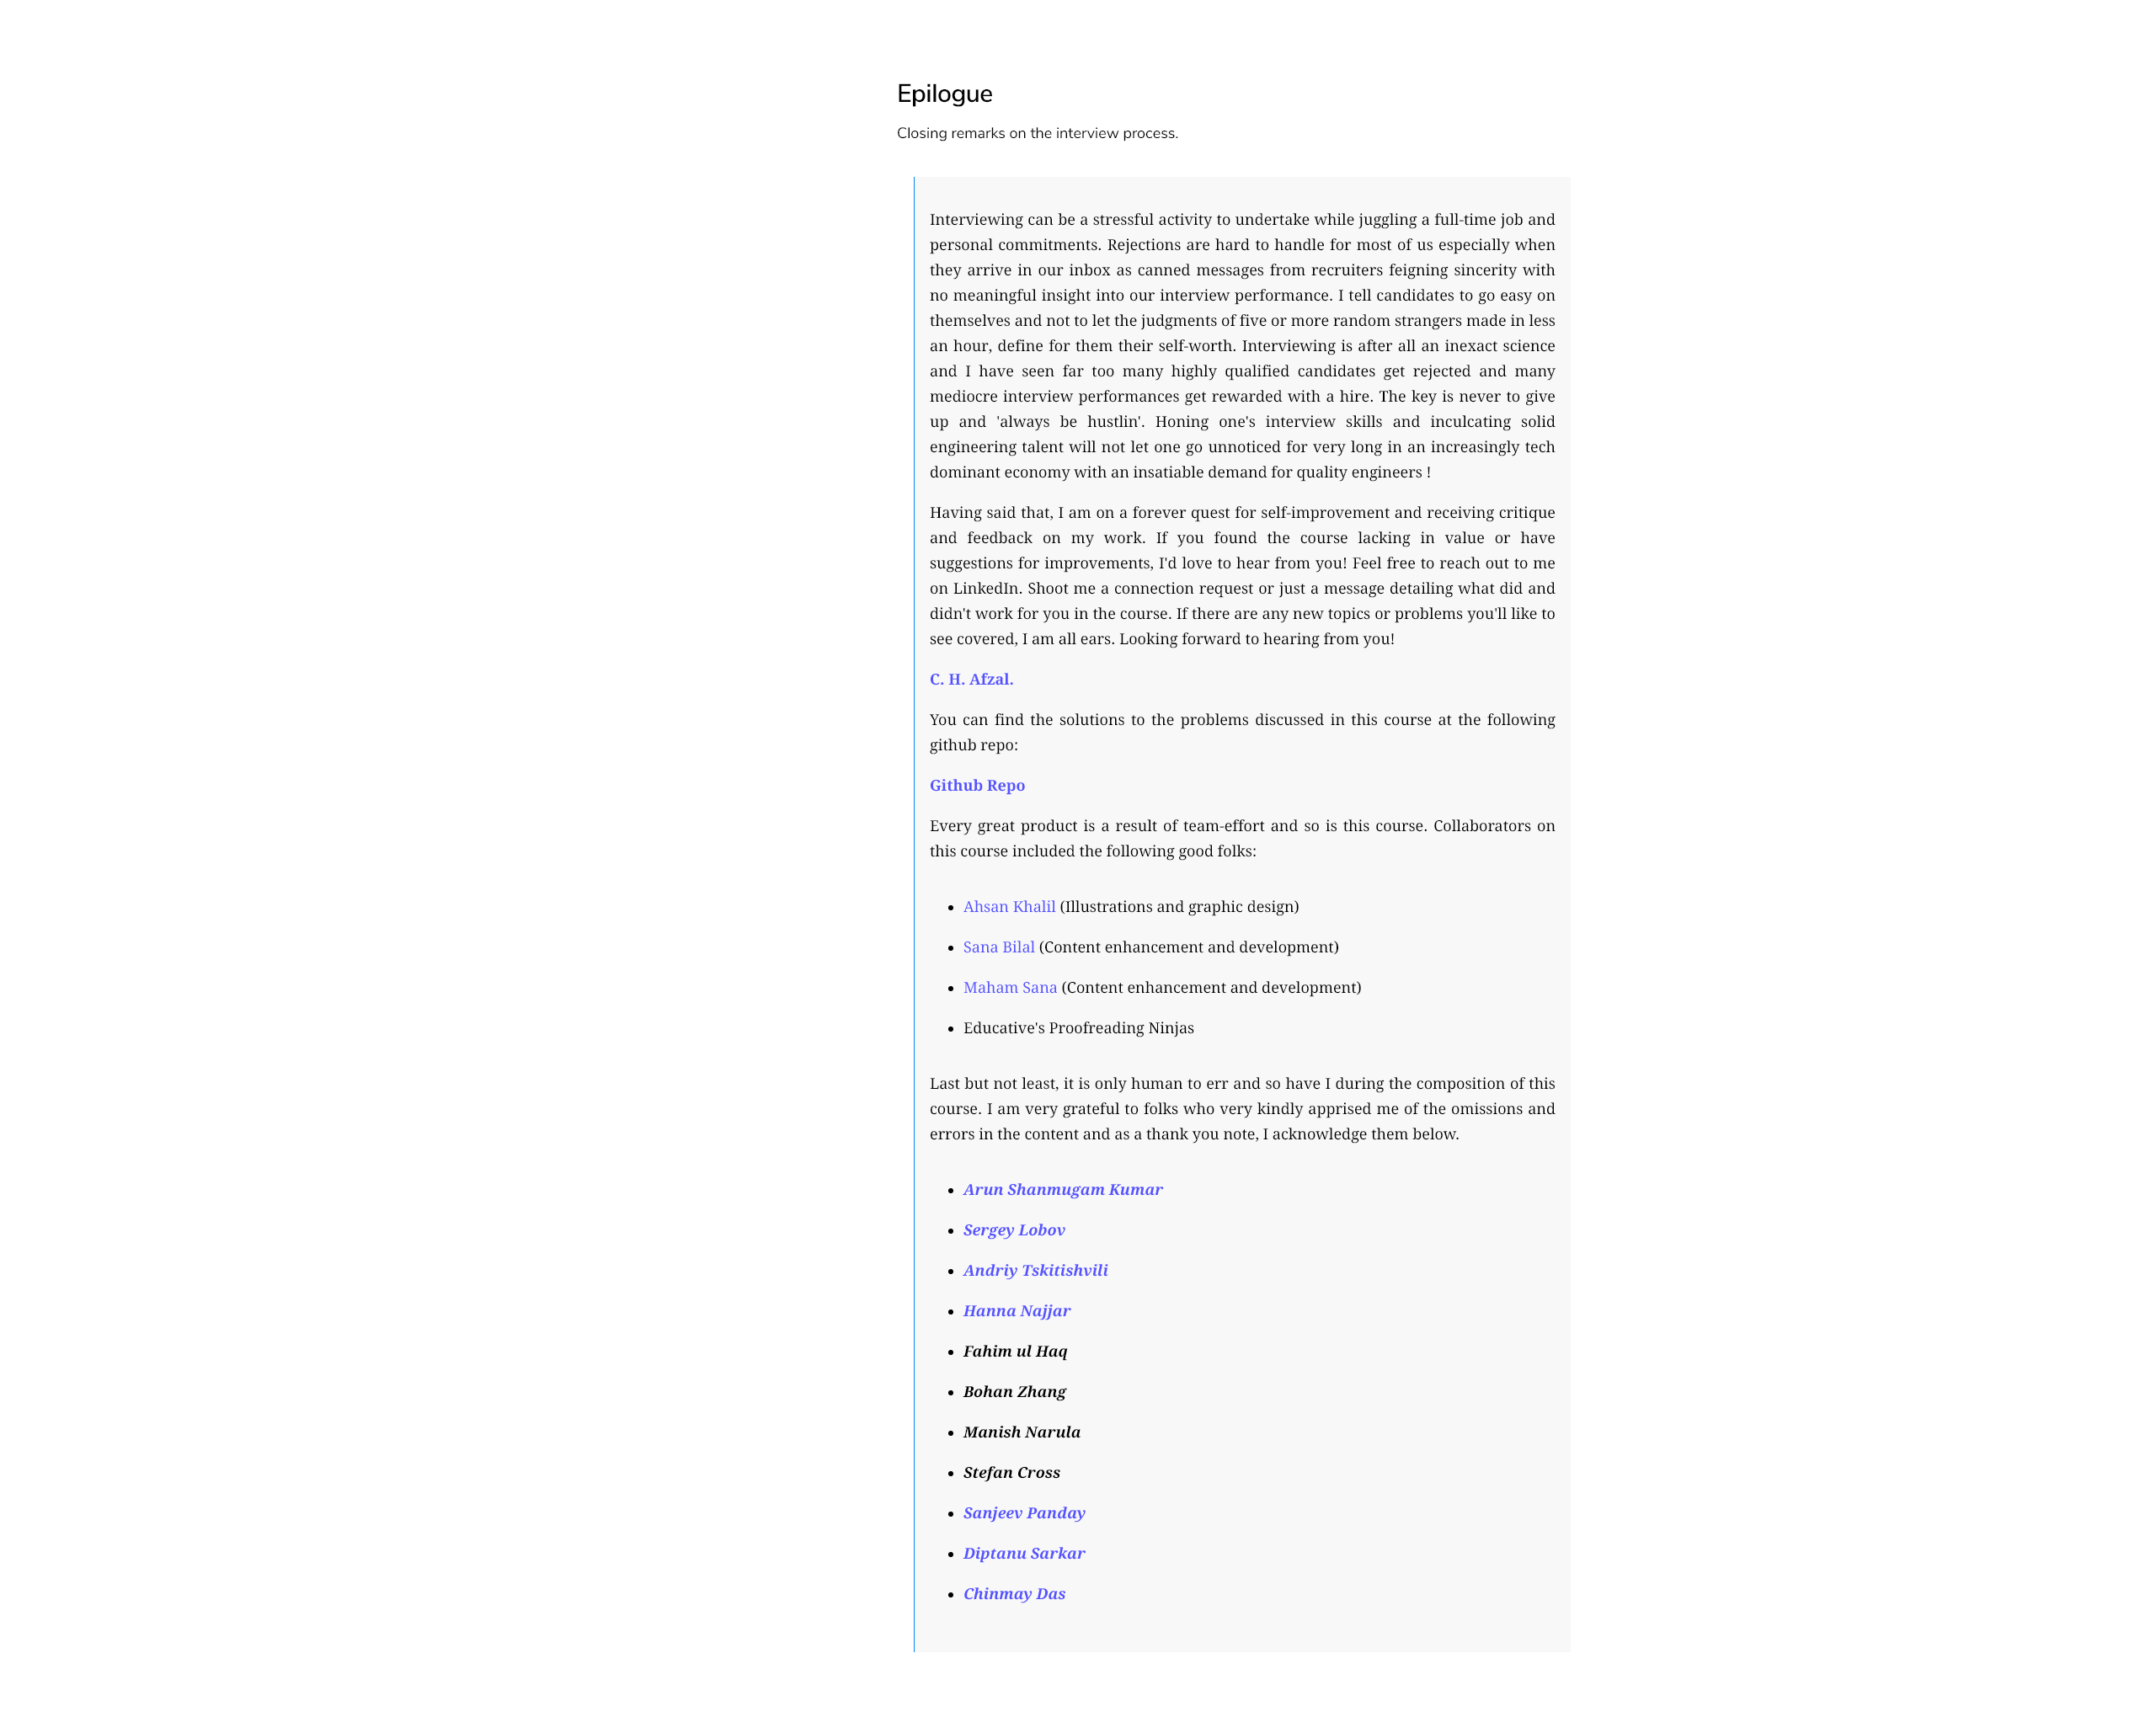 Epilogue
Closing remarks on the interview process.
Interviewing can be a stressful activity to undertake while juggling a full-time job and
personal commitments. Rejections are hard to handle for most of us especially when
they arrive in our inbox as canned messages from recruiters feigning sincerity with
no meaningful insight into our interview performance. I tell candidates to go easy on
themselves and not to let the judgments of five or more random strangers made in less
an hour, define for them their self-worth. Interviewing is after all an inexact science
and I have seen far too many highly qualified candidates get rejected and many
mediocre interview performances get rewarded with a hire. The key is never to give
up and 'always be hustlin'. Honing one's interview skills and inculcating solid
engineering talent will not let one go unnoticed for very long in an increasingly tech
dominant economy with an insatiable demand for quality engineers !
Having said that, I am on a forever quest for self-improvement and receiving critique
and feedback on my work. If you found the course lacking in value or have
suggestions for improvements, I'd love to hear from you! Feel free to reach out to me
on LinkedIn. Shoot me a connection request or just a message detailing what did and
didn't work for you in the course. If there are any new topics or problems you'll like to
see covered, I am all ears. Looking forward to hearing from you!
C. H. Afzal.
You can find the solutions to the problems discussed in this course at the following
github repo:
Github Repo
Every great product is a result of team-effort and so is this course. Collaborators on
this course included the following good folks:
• Ahsan Khalil (Illustrations and graphic design)
• Sana Bilal (Content enhancement and development)
• Maham Sana (Content enhancement and development)
• Educative's Proofreading Ninjas
Last but not least, it is only human to err and so have I during the composition of this
course. I am very grateful to folks who very kindly apprised me of the omissions and
errors in the content and as a thank you note, I acknowledge them below.
• Arun Shanmugam Kumar
• Sergey Lobov
• Andriy Tskitishvili
• Hanna Najjar
• Fahim ul Haq
• Bohan Zhang
• Manish Narula
• Stefan Cross
• Sanjeev Panday
• Diptanu Sarkar
• Chinmay Das